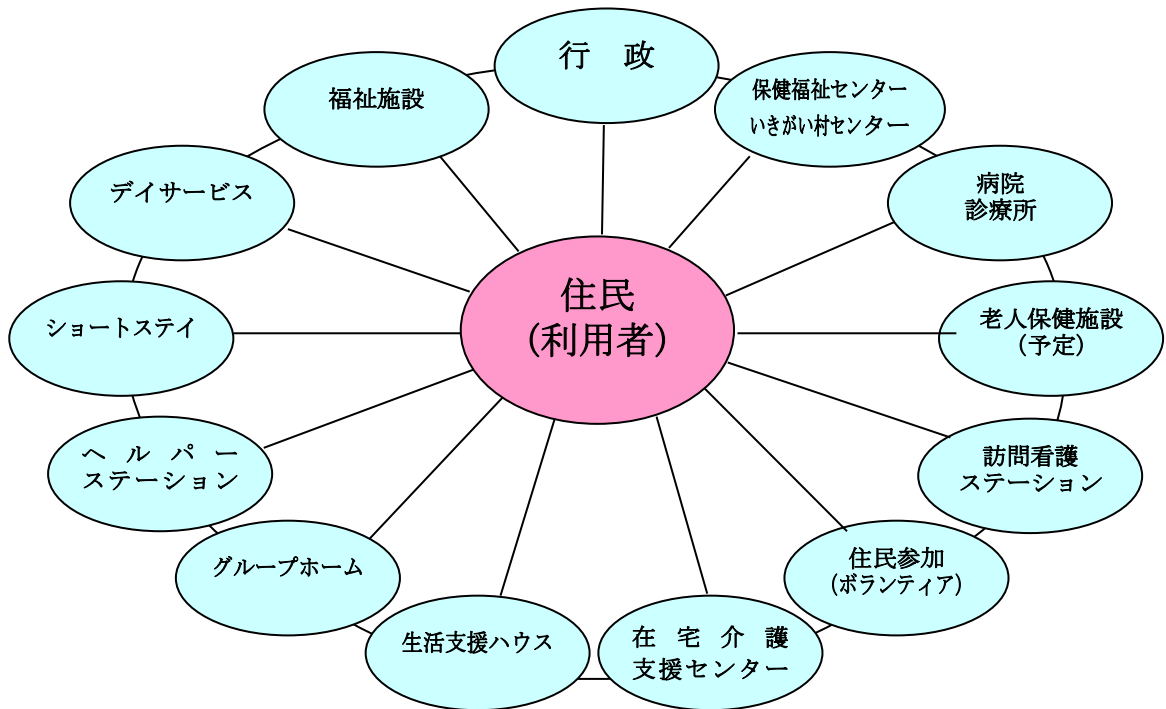 行　政
保健福祉センター
いきがい村センター
病院
診療所
老人保健施設
（予定）
訪問看護
ステーション
住民参加
（ボランティア）
在　宅　介　護
支援センター
生活支援ハウス
グループホーム
ヘ　ル　パ　ー
ステーション
ショートステイ
デイサービス
福祉施設
住民
（利用者）